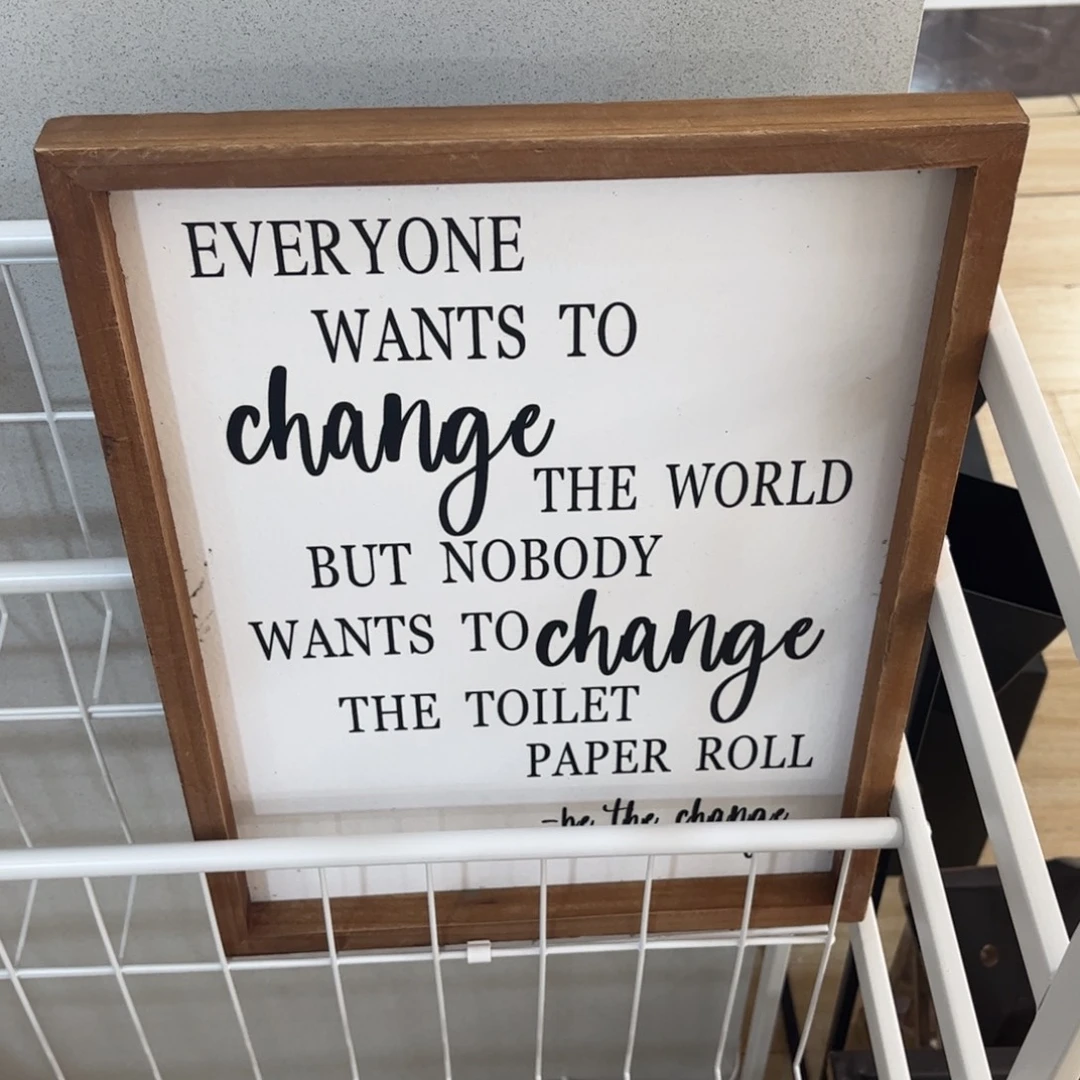 EVERYONE
WANTS TO
change
THE WORLD
BUT NOBODY
WANTS TO change
THE TOILET
PAPER ROLL
-be the change